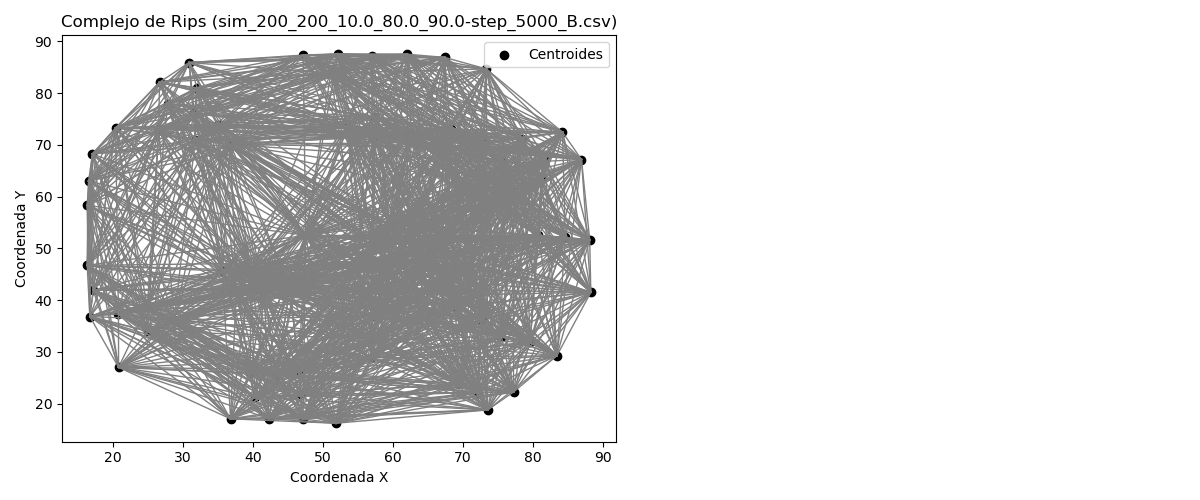 Complejo de Rips (sim_200_200_10.0_80.0_90.0-step_5000_B.csv)
Centroides
90
80
70
60
50
40
30
20
Coordenada Y
20 30 40 50 60 70 80 90
Coordenada X